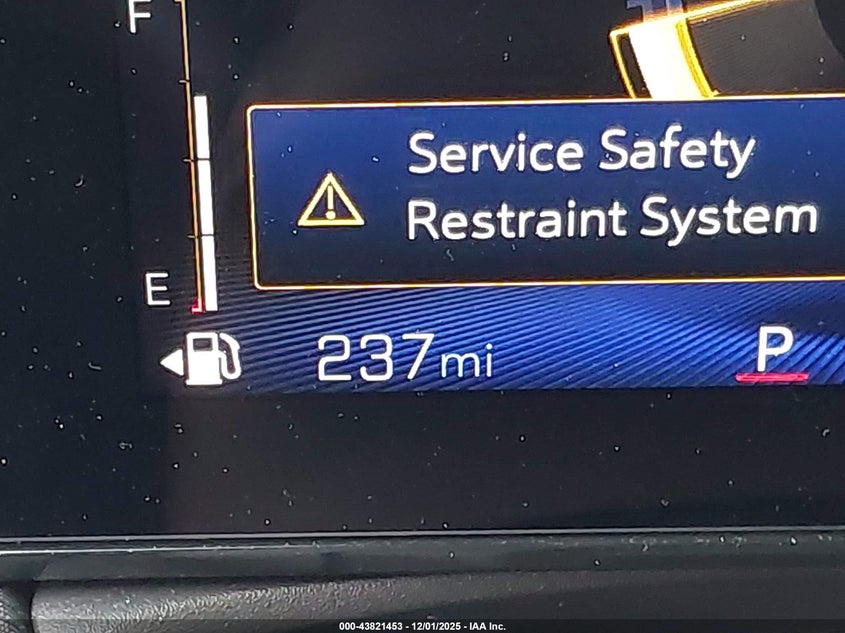 F
Service Safety
Restraint System
E
237mi
P
000-43821453 - 12/01/2025 - IAA Inc.